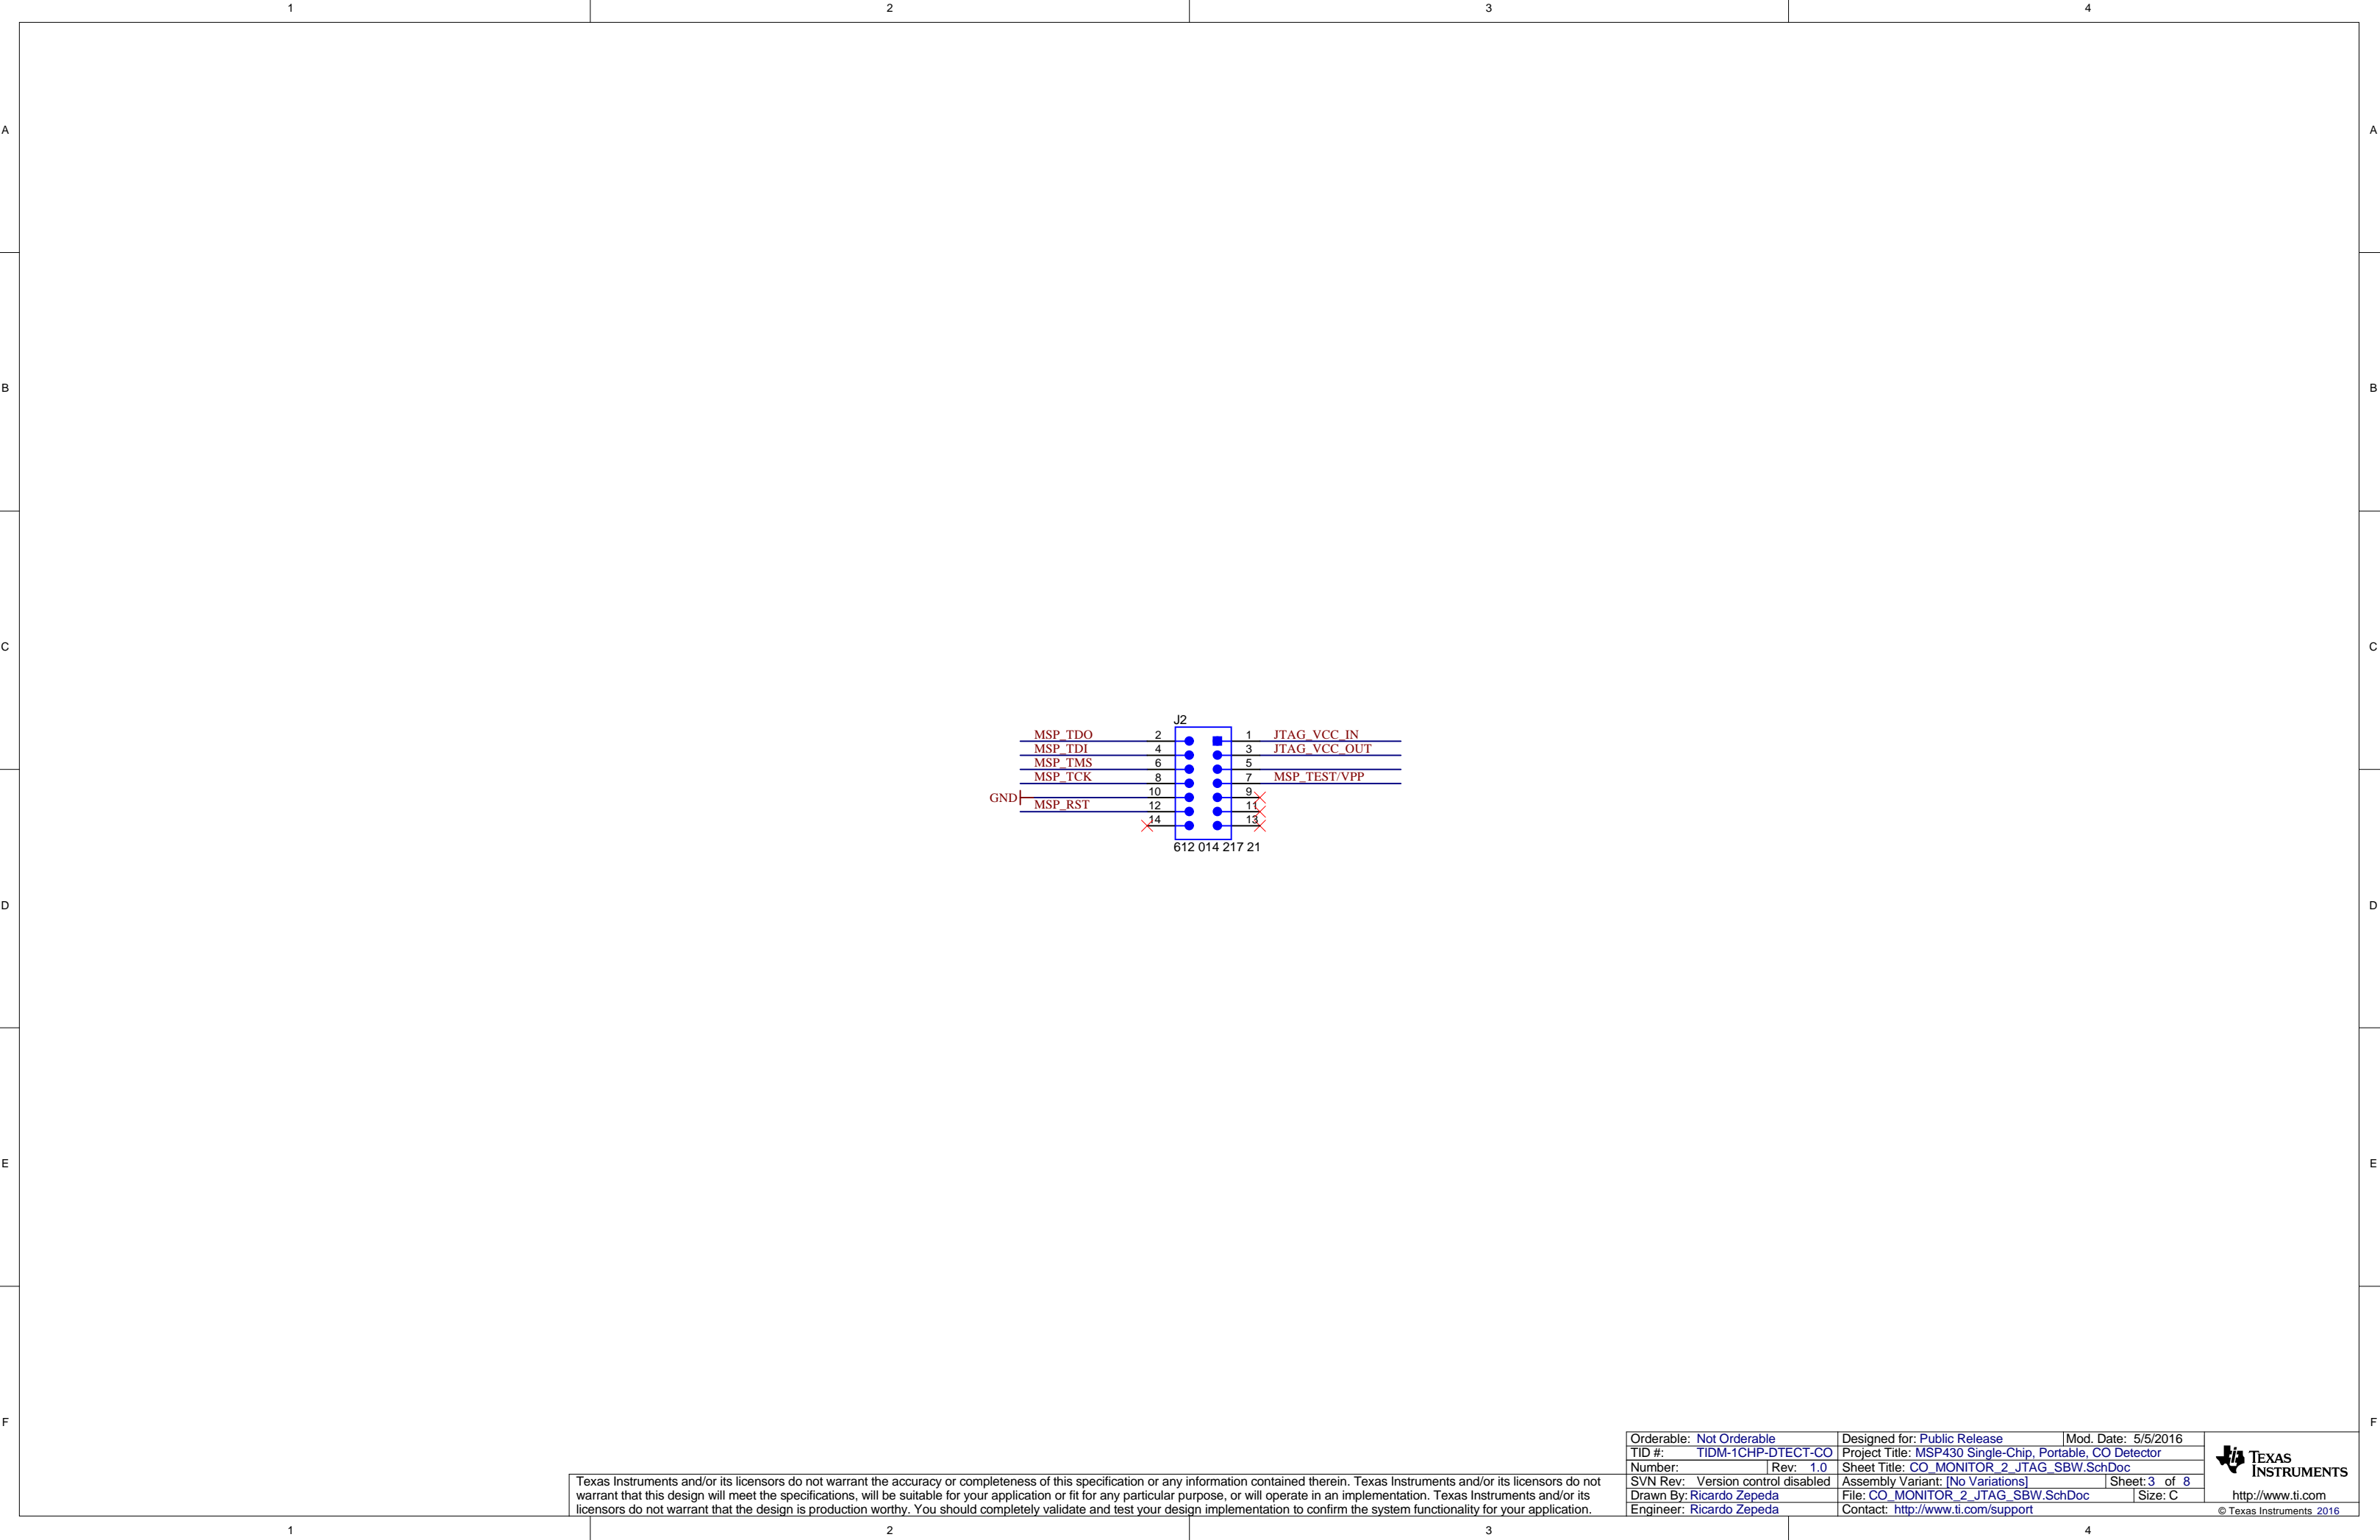 1 2 3 4
A A
B B
C C
J2
MSP_TDO 2 1 JTAG_VCC_IN
MSP_TDI 4 3 JTAG_VCC_OUT
MSP_TMS 6 5
MSP_TCK 8 7 MSP_TEST/VPP
GND 10 9
MSP_RST 12 11
14 13
612 014 217 21
D D
E E
F F
Orderable: Not Orderable Designed for: Public Release Mod. Date: 5/5/2016
TID #: TIDM-1CHP-DTECT-CO Project Title: MSP430 Single-Chip, Portable, CO Detector
Number: Rev: 1.0 Sheet Title: CO_MONITOR_2_JTAG_SBW.SchDoc
SVN Rev: Version control disabled Assembly Variant: [No Variations] Sheet: 3 of 8
Drawn By: Ricardo Zepeda File: CO_MONITOR_2_JTAG_SBW.SchDoc Size: C
Engineer: Ricardo Zepeda Contact: http://www.ti.com/support
TEXAS
INSTRUMENTS
http://www.ti.com
© Texas Instruments 2016
Texas Instruments and/or its licensors do not warrant the accuracy or completeness of this specification or any information contained therein. Texas Instruments and/or its licensors do not
warrant that this design will meet the specifications, will be suitable for your application or fit for any particular purpose, or will operate in an implementation. Texas Instruments and/or its
licensors do not warrant that the design is production worthy. You should completely validate and test your design implementation to confirm the system functionality for your application.
1 2 3 4